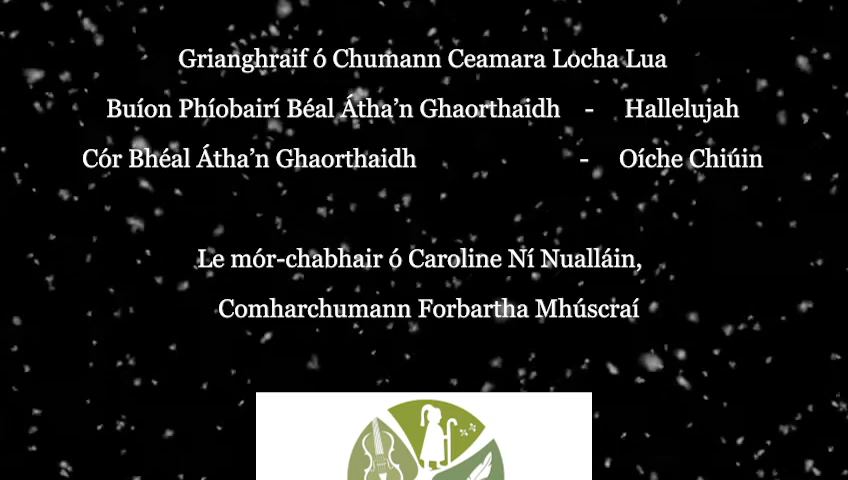 Grianghraif ó Chumann Ceamara Locha Lua
Buíon Phíobairí Béal Átha’n Ghaorthaidh - Hallelujah
Cór Bhéal Átha’n Ghaorthaidh - Oíche Chiúin
Le mór-chabhair ó Caroline Ní Nualláin,
Comharchumann Forbartha Mhúscraí